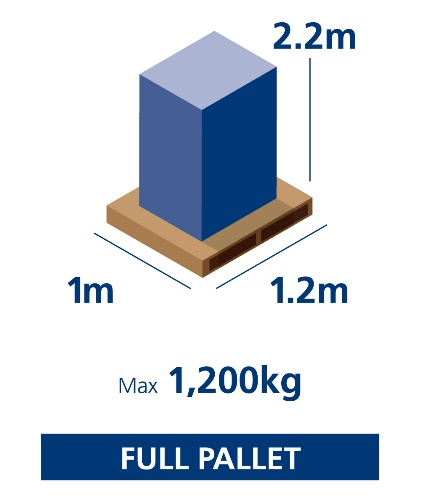 2.2m
1m
1.2m
Max 1,200kg
FULL PALLET